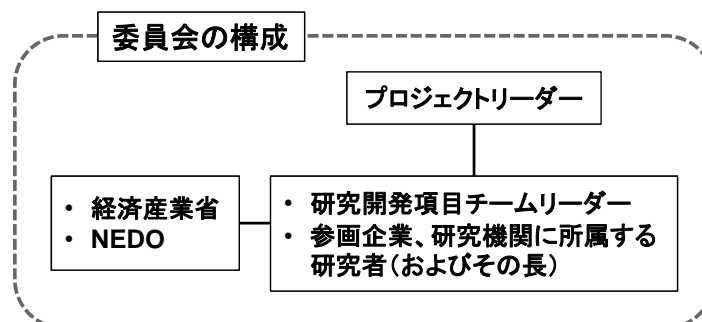 委員会の構成
プロジェクトリーダー
• 経済産業省
• NEDO
• 研究開発項目チームリーダー
• 参画企業、研究機関に所属する
研究者(およびその長)